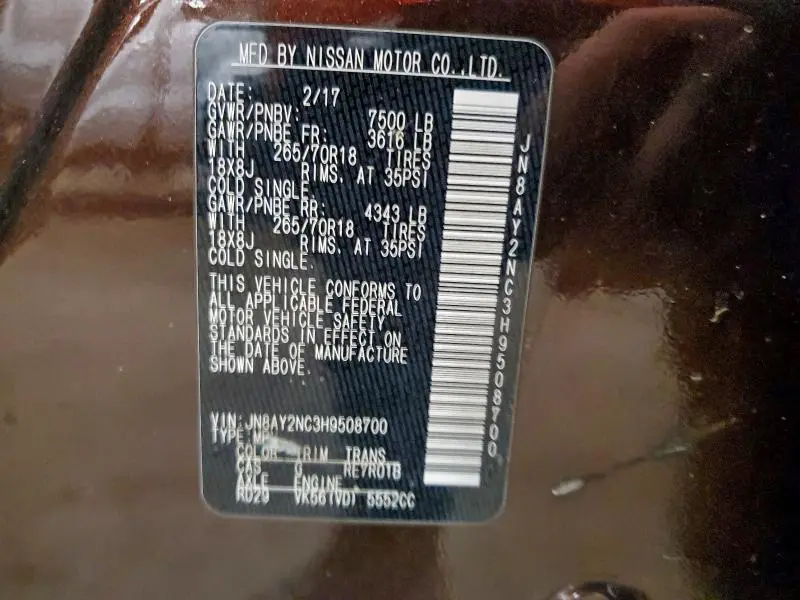 MFD BY NISSAN MOTOR CO.,LTD.
DATE: 2/17
GVWR/PNBV: 7500 LB
GAWR/PNBE FR: 3616 LB
WITH 265/70R18 TIRES
18X8J RIMS, AT 35PSI
COLD SINGLE.
GAWR/PNBE RR: 4343 LB
WITH 265/70R18 TIRES
18X8J RIMS, AT 35PSI
COLD SINGLE.
THIS VEHICLE CONFORMS TO
ALL APPLICABLE FEDERAL
MOTOR VEHICLE SAFETY
STANDARDS IN EFFECT ON
THE DATE OF MANUFACTURE
SHOWN ABOVE.
VIN: JN8AY2NC3H9508700
TYPE:
COLOR TRIM TRANS
CAS G RE7R01B
AXLE ENGINE
RD29 VK56(VD) 5552CC
JN8AY2NC3H9508700